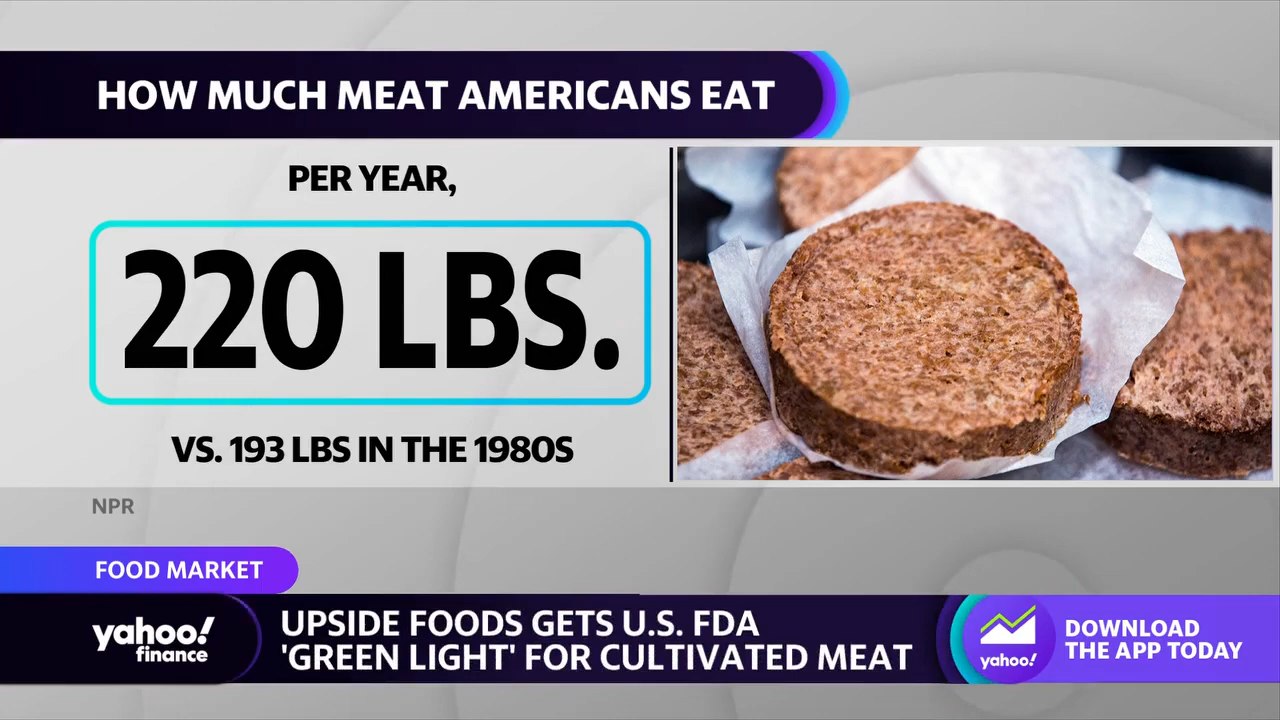 HOW MUCH MEAT AMERICANS EAT
PER YEAR,
220 LBS.
VS. 193 LBS IN THE 1980S
NPR
FOOD MARKET
yahoo!
finance
UPSIDE FOODS GETS U.S. FDA
'GREEN LIGHT' FOR CULTIVATED MEAT
yahoo!
DOWNLOAD
THE APP TODAY